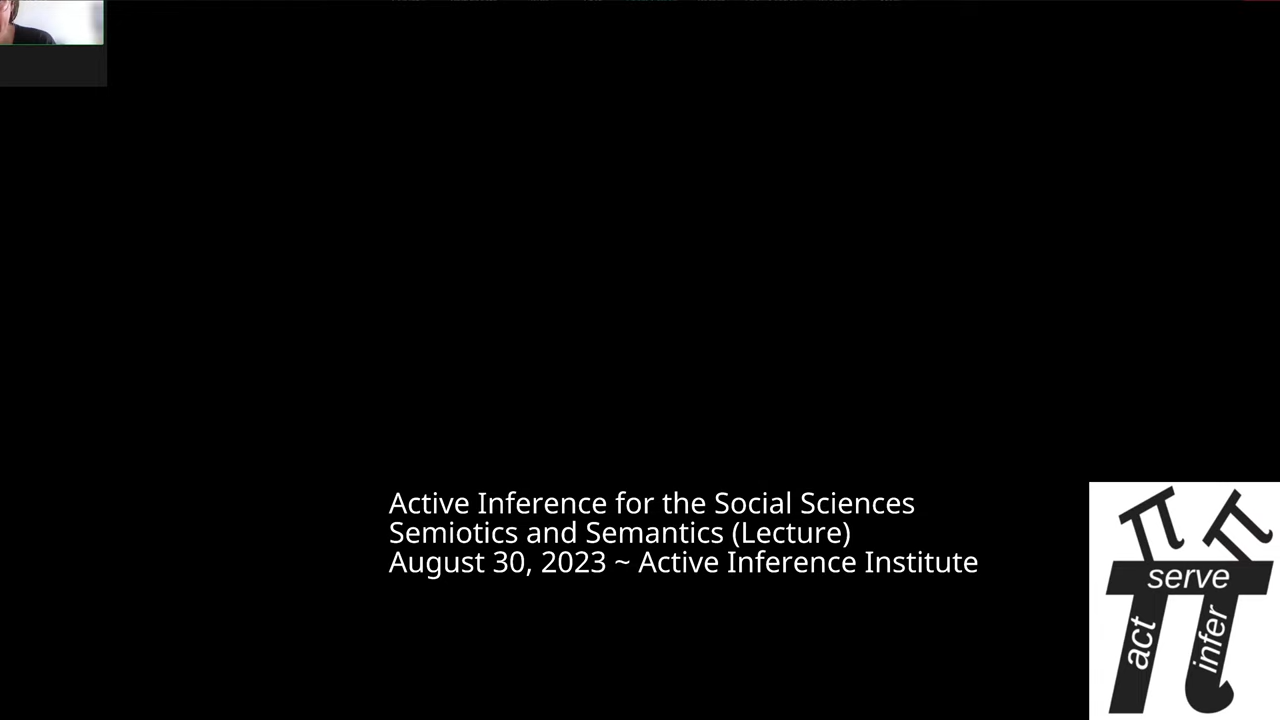 Active Inference for the Social Sciences
Semiotics and Semantics (Lecture)
August 30, 2023 ~ Active Inference Institute
serve
act
infer